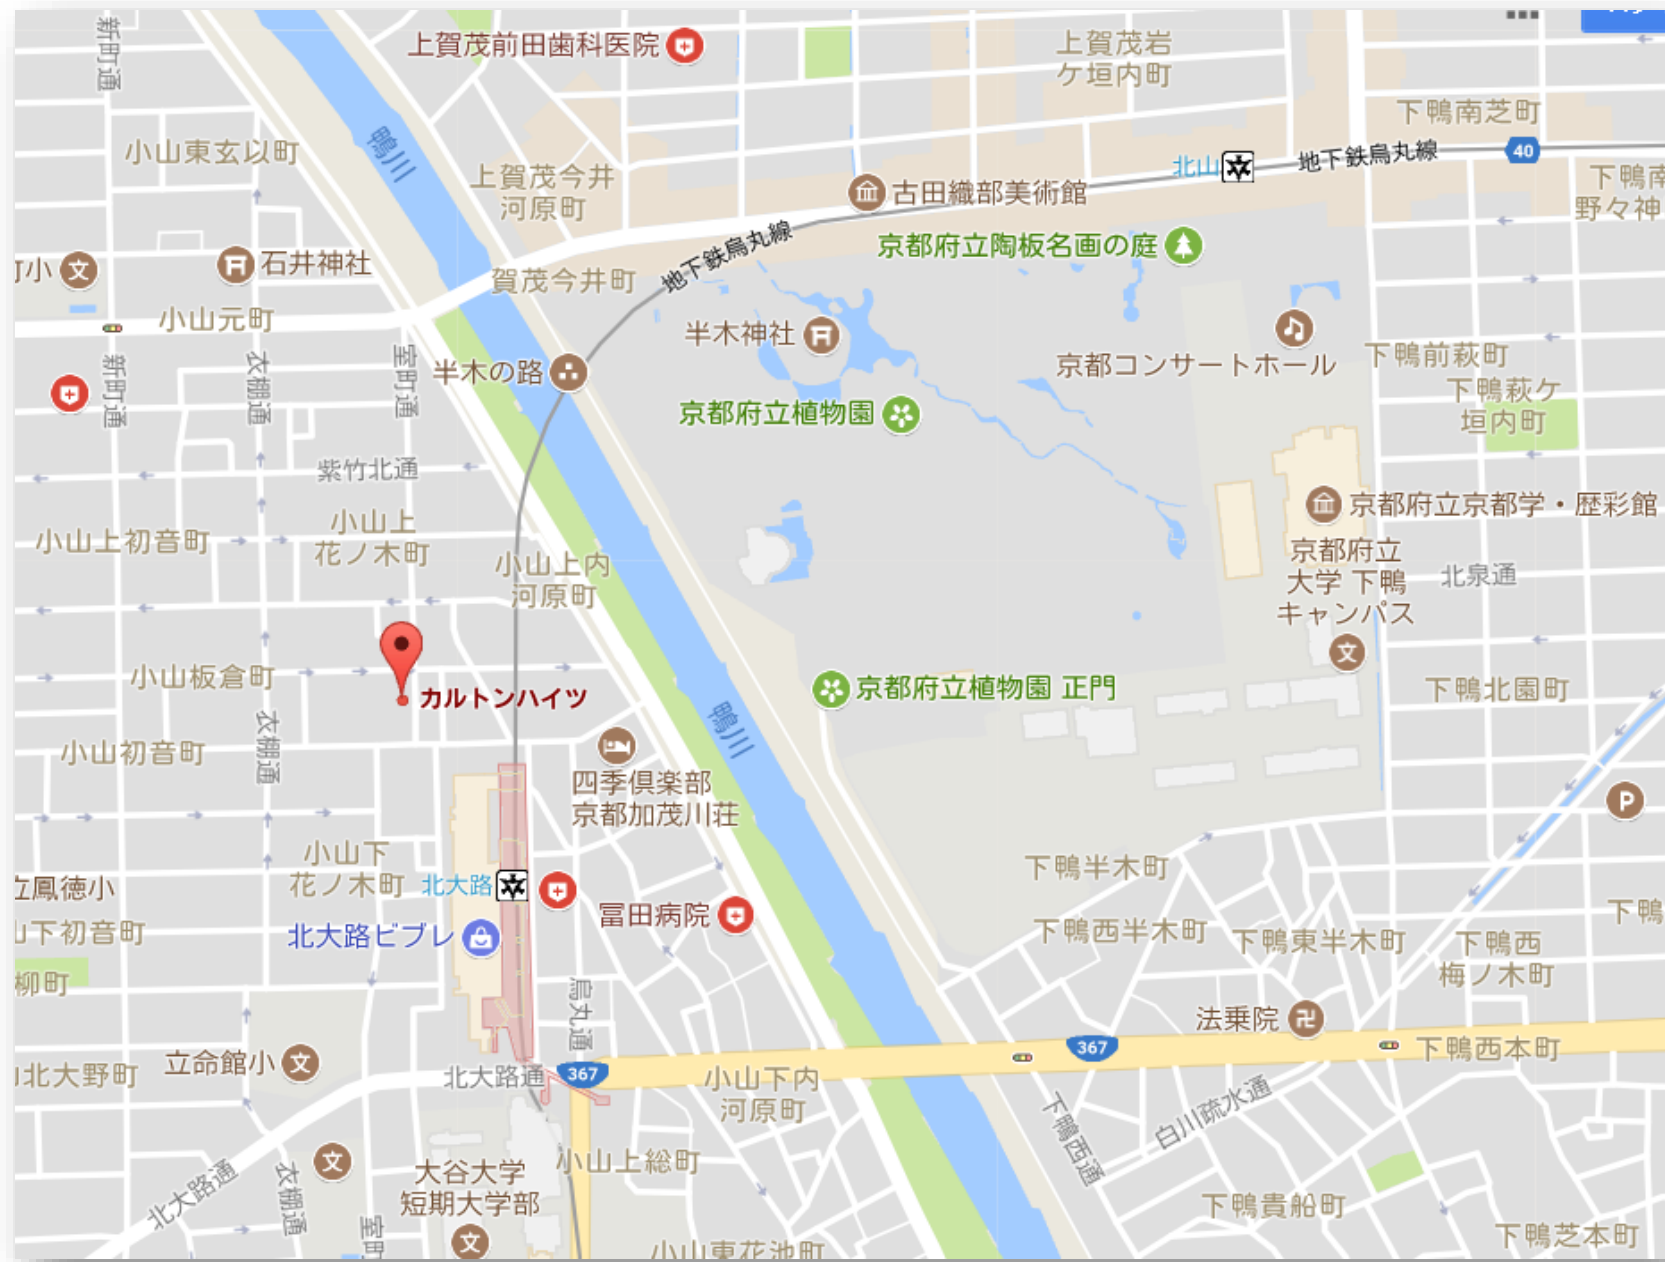 新町通
上賀茂前田歯科医院
上賀茂岩
ケ垣内町
下鴨南芝町
小山東玄以町
鴨川
上賀茂今井
河原町
古田織部美術館
北山
地下鉄烏丸線
40
下鴨南
野々神
石井神社
賀茂今井町
地下鉄烏丸線
京都府立陶板名画の庭
小山元町
半木神社
京都コンサートホール
下鴨前萩町
新町通
衣棚通
室町通
半木の路
下鴨萩ケ
垣内町
京都府立植物園
紫竹北通
京都府立京都学・歴彩館
小山上初音町
小山上
花ノ木町
小山上内
河原町
京都府立
大学 下鴨
キャンパス
北泉通
文
小山板倉町
カルトンハイツ
京都府立植物園 正門
下鴨北園町
衣棚通
小山初音町
鴨川
四季倶楽部
京都加茂川荘
P
小山下
花ノ木町
立鳳徳小
北大路
冨田病院
下鴨半木町
山下初音町
北大路ビブレ
下鴨西半木町
下鴨東半木町
下鴨西
梅ノ木町
下鴨
柳町
烏丸通
法乗院
北大野町
立命館小
文
北大路通
367
小山下内
河原町
367
下鴨西本町
下鴨西通
白川疏水通
北大路通
衣棚通
文
大谷大学
短期大学部
文
小山上総町
下鴨貴船町
下鴨芝本町
室町
小山東花池町